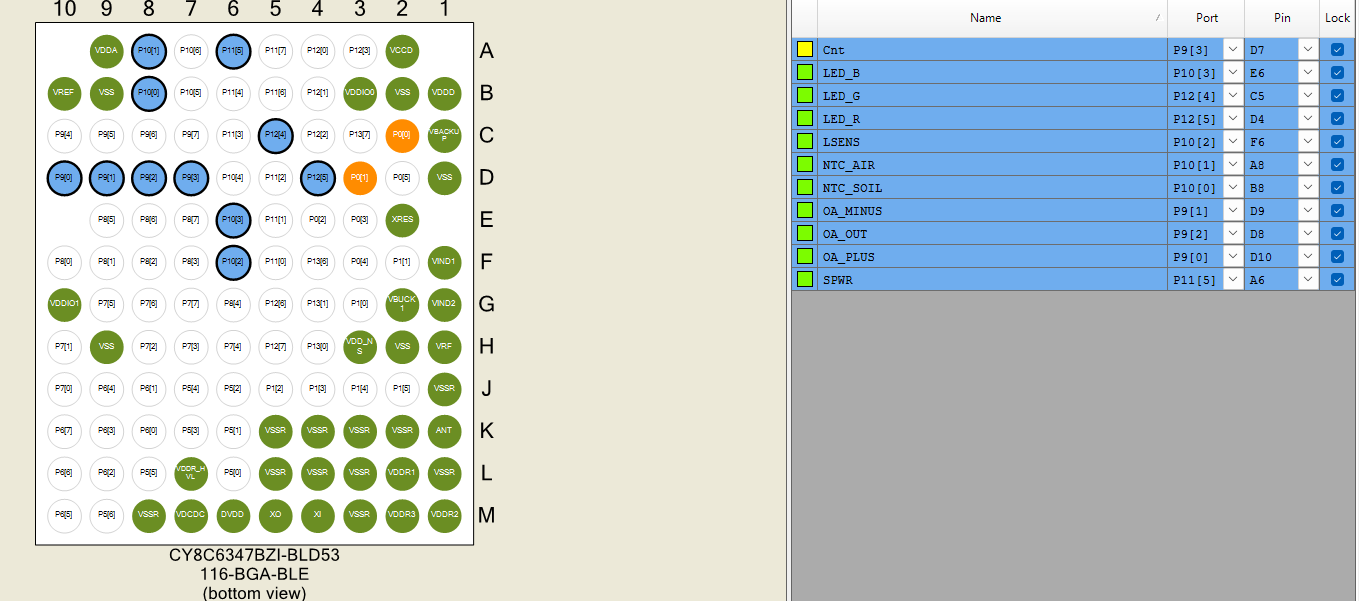 10 9 8 7 6 5 4 3 2 1
VDDA P10[1] P10[6] P11[5] P11[7] P12[0] P12[3] VCCD A
VREF VSS P10[0] P10[5] P11[4] P11[6] P12[1] VDDIO0 VSS VDDD B
P9[4] P9[5] P9[6] P9[7] P11[3] P12[4] P12[2] P13[7] P0[0] VBACKUP C
P9[0] P9[1] P9[2] P9[3] P10[4] P11[2] P12[5] P0[1] P0[5] VSS D
P8[5] P8[6] P8[7] P10[3] P11[1] P0[2] P0[3] XRES E
P8[0] P8[1] P8[2] P8[3] P10[2] P11[0] P13[6] P0[4] P1[1] VIND1 F
VDDIO1 P7[5] P7[6] P7[7] P8[4] P12[6] P13[1] P1[0] VBUCK1 VIND2 G
P7[1] VSS P7[2] P7[3] P7[4] P12[7] P13[0] VDD_NS VSS VRF H
P7[0] P6[4] P6[1] P5[4] P5[2] P1[2] P1[3] P1[4] P1[5] VSSR J
P6[7] P6[3] P6[0] P5[3] P5[1] VSSR VSSR VSSR VSSR ANT K
P6[6] P6[2] P5[5] VDDR_HVL P5[0] VSSR VSSR VSSR VDDR1 VSSR L
P6[5] P5[6] VSSR VDCDC DVDD XO XI VSSR VDDR3 VDDR2 M
CY8C6347BZI-BLD53
116-BGA-BLE
(bottom view)
Name / Port Pin Lock
Cnt P9[3] D7
LED_B P10[3] E6
LED_G P12[4] C5
LED_R P12[5] D4
LSENS P10[2] F6
NTC_AIR P10[1] A8
NTC_SOIL P10[0] B8
OA_MINUS P9[1] D9
OA_OUT P9[2] D8
OA_PLUS P9[0] D10
SPWR P11[5] A6